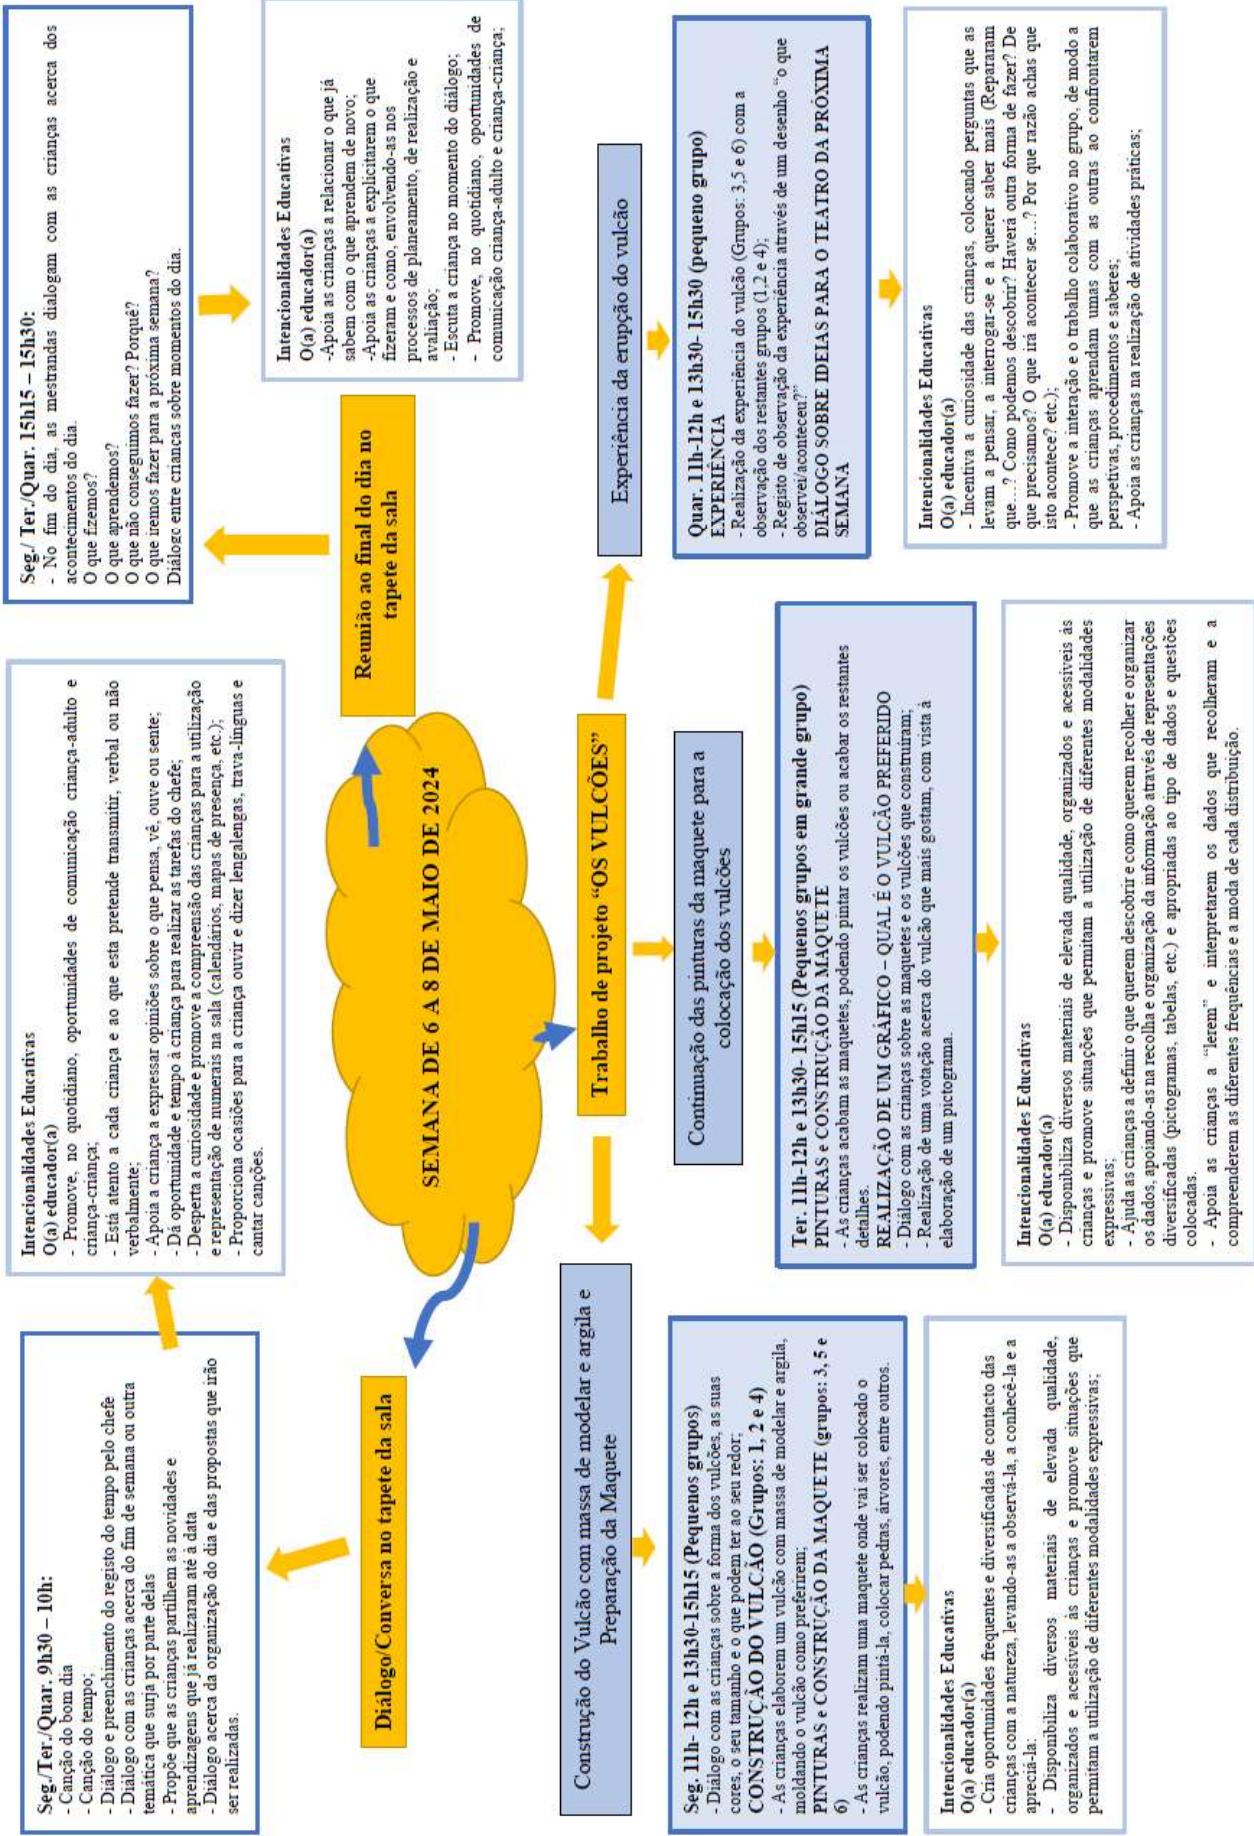 Seg./Ter./Quar. 9h30 – 10h:
- Canção do bom dia
- Canção do tempo;
- Diálogo e preenchimento do registo do tempo pelo chefe
- Diálogo com as crianças acerca do fim de semana ou outra
temática que surja por parte delas
- Propõe que as crianças partilhem as novidades e
aprendizagens que já realizaram até à data
- Diálogo acerca da organização do dia e das propostas que irão
ser realizadas.
Intencionalidades Educativas
O(a) educador(a)
- Promove, no quotidiano, oportunidades de comunicação criança-adulto e
criança-criança;
- Está atento a cada criança e ao que esta pretende transmitir, verbal ou não
verbalmente;
- Apoia a criança a expressar opiniões sobre o que pensa, vê, ouve ou sente;
- Dá oportunidade e tempo à criança para realizar as tarefas do chefe;
- Desperta a curiosidade e promove a compreensão das crianças para a utilização
e representação de numerais na sala (calendários, mapas de presença, etc.);
- Proporciona ocasiões para a criança ouvir e dizer lengalengas, trava-línguas e
cantar canções.
Seg./ Ter./Quar. 15h15 – 15h30:
- No fim do dia, as mestrandas dialogam com as crianças acerca dos
acontecimentos do dia.
O que fizemos?
O que aprendemos?
O que não conseguimos fazer? Porquê?
O que iremos fazer para a próxima semana?
Diálogo entre crianças sobre momentos do dia.
Intencionalidades Educativas
O(a) educador(a)
-Apoia as crianças a relacionar o que já
sabem com o que aprendem de novo;
-Apoia as crianças a explicitarem o que
fizeram e como, envolvendo-as nos
processos de planeamento, de realização e
avaliação;
- Escuta a criança no momento do diálogo;
- Promove, no quotidiano, oportunidades de
comunicação criança-adulto e criança-criança;
Diálogo/Conversa no tapete da sala
SEMANA DE 6 A 8 DE MAIO DE 2024
Reunião ao final do dia no
tapete da sala
Trabalho de projeto “OS VULCÕES”
Construção do Vulcão com massa de modelar e argila e
Preparação da Maquete
Continuação das pinturas da maquete para a
colocação dos vulcões
Experiência da erupção do vulcão
Seg. 11h- 12h e 13h30-15h15 (Pequenos grupos)
- Diálogo com as crianças sobre a forma dos vulcões, as suas
cores, o seu tamanho e o que podem ter ao seu redor;
CONSTRUÇÃO DO VULCÃO (Grupos: 1, 2 e 4)
- As crianças elaborem um vulcão com massa de modelar e argila,
moldando o vulcão como preferirem;
PINTURAS e CONSTRUÇÃO DA MAQUETE (grupos: 3, 5 e
6)
- As crianças realizam uma maquete onde vai ser colocado o
vulcão, podendo pintá-la, colocar pedras, árvores, entre outros.
Intencionalidades Educativas
O(a) educador(a)
- Cria oportunidades frequentes e diversificadas de contacto das
crianças com a natureza, levando-as a observá-la, a conhecê-la e a
apreciá-la:
- Disponibiliza diversos materiais de elevada qualidade,
organizados e acessíveis às crianças e promove situações que
permitam a utilização de diferentes modalidades expressivas;
Ter. 11h-12h e 13h30- 15h15 (Pequenos grupos em grande grupo)
PINTURAS e CONSTRUÇÃO DA MAQUETE
- As crianças acabam as maquetes, podendo pintar os vulcões ou acabar os restantes
detalhes.
REALIZAÇÃO DE UM GRÁFICO – QUAL É O VULCÃO PREFERIDO
- Diálogo com as crianças sobre as maquetes e os vulcões que construíram;
- Realização de uma votação acerca do vulcão que mais gostam, com vista à
elaboração de um pictograma.
Intencionalidades Educativas
O(a) educador(a)
- Disponibiliza diversos materiais de elevada qualidade, organizados e acessíveis às
crianças e promove situações que permitam a utilização de diferentes modalidades
expressivas;
- Ajuda as crianças a definir o que querem descobrir e como querem recolher e organizar
os dados, apoiando-as na recolha e organização da informação através de representações
diversificadas (pictogramas, tabelas, etc.) e apropriadas ao tipo de dados e questões
colocadas.
- Apoia as crianças a “lerem” e interpretarem os dados que recolheram e a
compreenderem as diferentes frequências e a moda de cada distribuição.
Quar. 11h-12h e 13h30- 15h30 (pequeno grupo)
EXPERIÊNCIA
- Realização da experiência do vulcão (Grupos: 3,5 e 6) com a
observação dos restantes grupos (1,2 e 4);
- Registo de observação da experiência através de um desenho “o que
observei/aconteceu?”
DIÁLOGO SOBRE IDEIAS PARA O TEATRO DA PRÓXIMA
SEMANA
Intencionalidades Educativas
O(a) educador(a)
- Incentiva a curiosidade das crianças, colocando perguntas que as
levam a pensar, a interrogar-se e a querer saber mais (Repararam
que…? Como podemos descobrir? Haverá outra forma de fazer? De
que precisamos? O que irá acontecer se…? Por que razão achas que
isto acontece? etc.);
- Promove a interação e o trabalho colaborativo no grupo, de modo a
que as crianças aprendam umas com as outras ao confrontarem
perspetivas, procedimentos e saberes;
- Apoia as crianças na realização de atividades práticas;